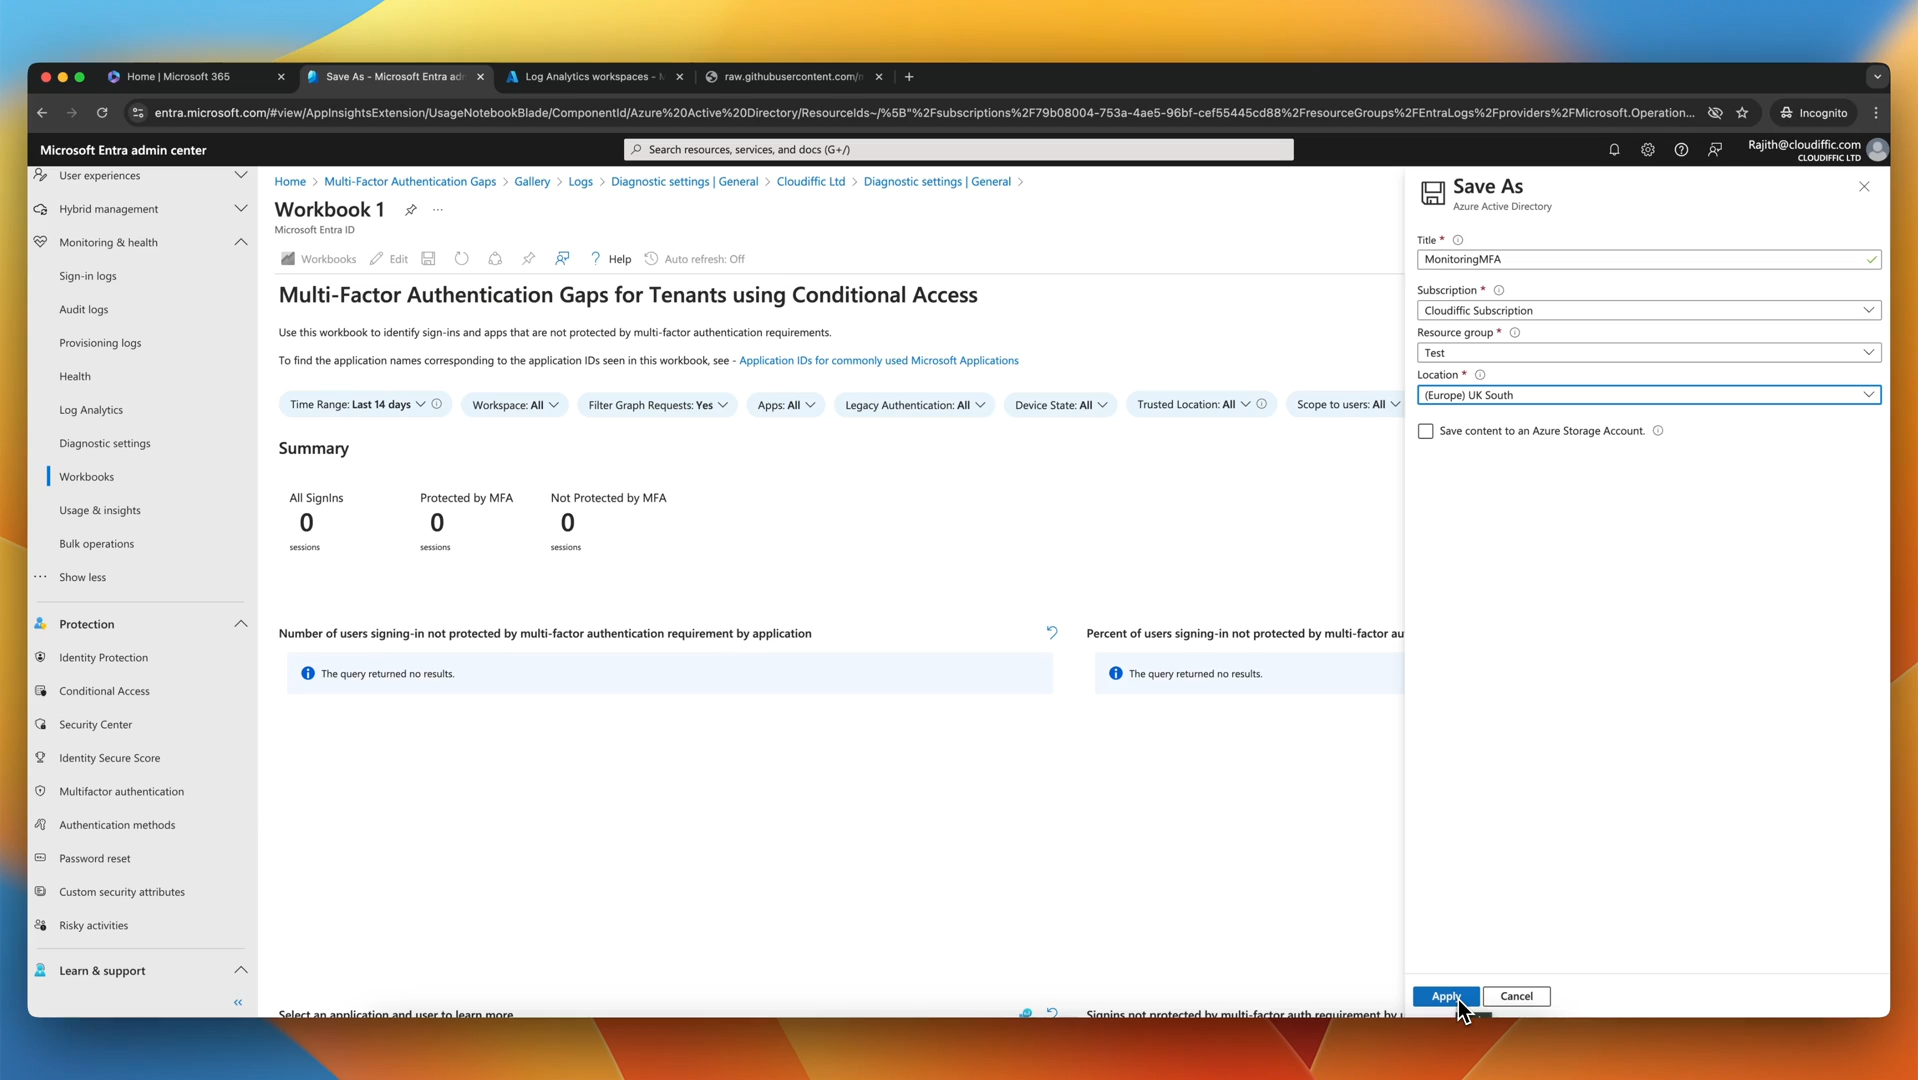 Home | Microsoft 365
Save As - Microsoft Entra adr
Log Analytics workspaces -
raw.githubusercontent.com/
entra.microsoft.com/#view/AppInsightsExtension/UsageNotebookBlade/ComponentId/Azure%20Active%20Directory/ResourceIds~/%5B"%2Fsubscriptions%2F79b08004-753a-4ae5-96bf-cef55445cd88%2FresourceGroups%2FEntraLogs%2Fproviders%2FMicrosoft.Operation...
Incognito
Microsoft Entra admin center
Search resources, services, and docs (G+/)
Rajith@cloudiffic.com
CLOUDIFFIC LTD
User experiences
Hybrid management
Monitoring & health
Sign-in logs
Audit logs
Provisioning logs
Health
Log Analytics
Diagnostic settings
Workbooks
Usage & insights
Bulk operations
Show less
Protection
Identity Protection
Conditional Access
Security Center
Identity Secure Score
Multifactor authentication
Authentication methods
Password reset
Custom security attributes
Risky activities
Learn & support
Home > Multi-Factor Authentication Gaps > Gallery > Logs > Diagnostic settings | General > Cloudiffic Ltd > Diagnostic settings | General >
Workbook 1
Microsoft Entra ID
Workbooks Edit Help Auto refresh: Off
Multi-Factor Authentication Gaps for Tenants using Conditional Access
Use this workbook to identify sign-ins and apps that are not protected by multi-factor authentication requirements.
To find the application names corresponding to the application IDs seen in this workbook, see - Application IDs for commonly used Microsoft Applications
Time Range: Last 14 days Workspace: All Filter Graph Requests: Yes Apps: All Legacy Authentication: All Device State: All Trusted Location: All Scope to users: All
Summary
All SignIns Protected by MFA Not Protected by MFA
0 0 0
sessions sessions sessions
Number of users signing-in not protected by multi-factor authentication requirement by application
The query returned no results.
Percent of users signing-in not protected by multi-factor au
The query returned no results.
Select an application and user to learn more
Signins not protected by multi-factor auth requirement by
Save As
Azure Active Directory
Title *
MonitoringMFA
Subscription *
Cloudiffic Subscription
Resource group *
Test
Location *
(Europe) UK South
Save content to an Azure Storage Account.
Apply
Cancel